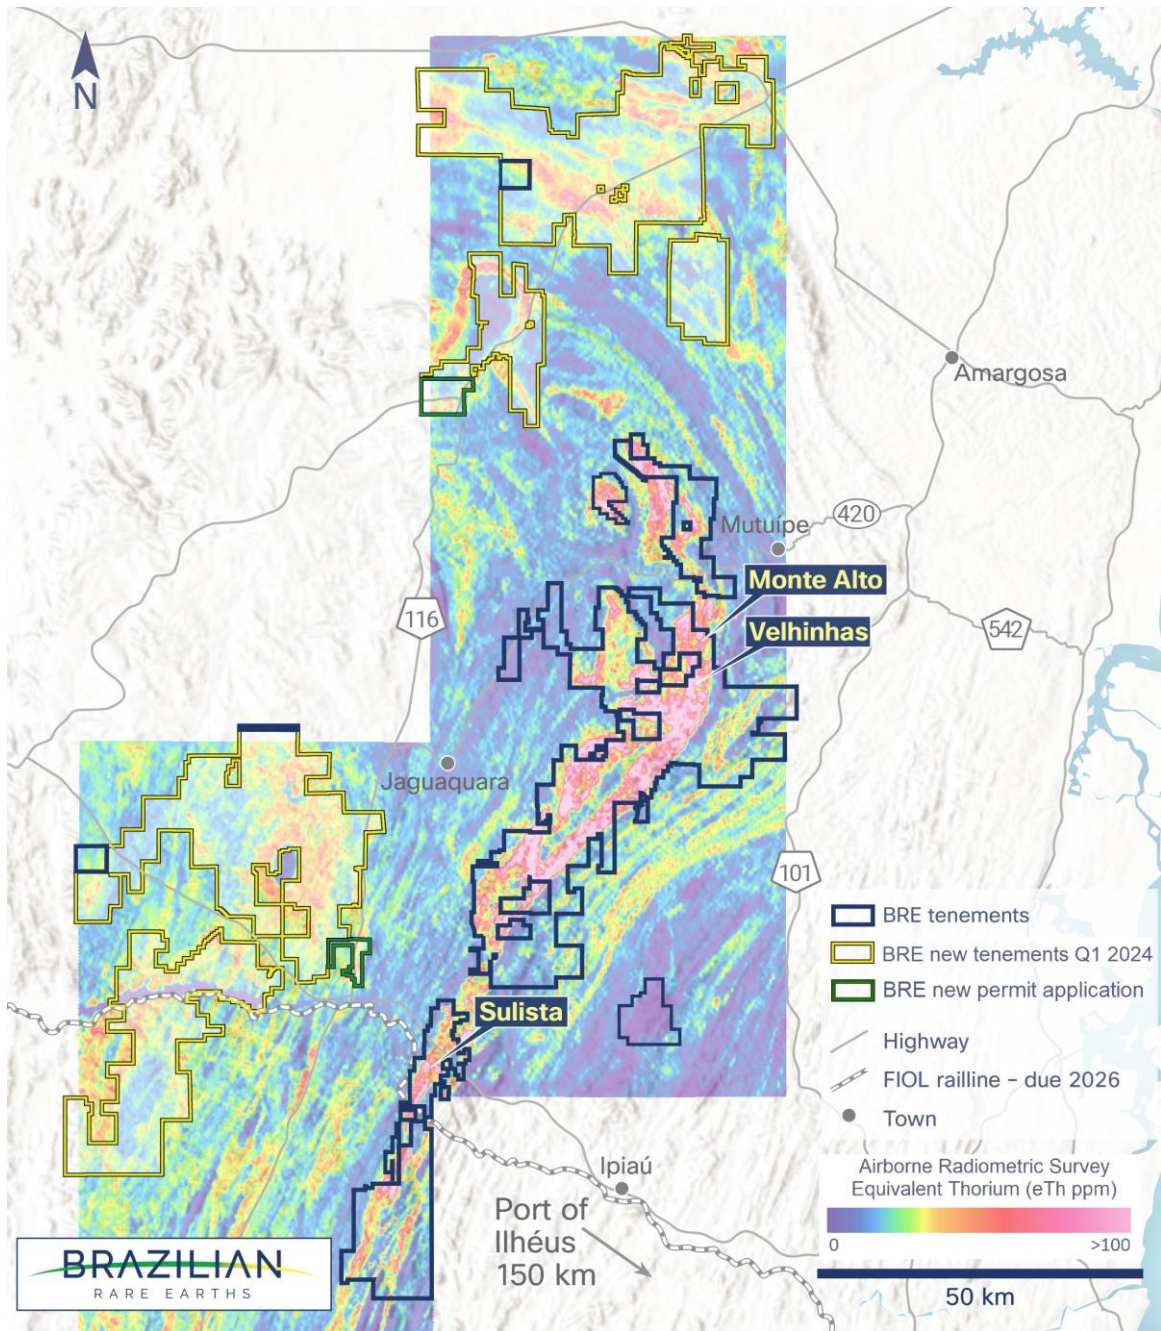 N
Amargosa
420
Mutuípe
Monte Alto
116
Velhinhas
542
Jaguaquara
101
BRE tenements
BRE new tenements Q1 2024
BRE new permit application
Sulista
Highway
FIOL railline – due 2026
Town
Ipiaú
Airborne Radiometric Survey
Equivalent Thorium (eTh ppm)
0
>100
Port of
Ilhéus
150 km
50 km
BRAZILIAN
RARE EARTHS